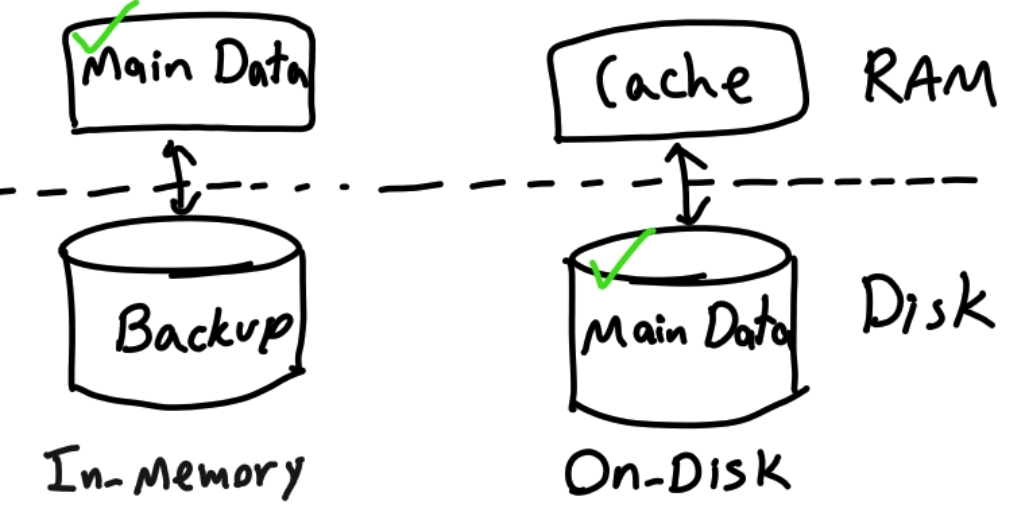 Main Data
Cache
RAM
Backup
Main Data
Disk
In-Memory
On-Disk